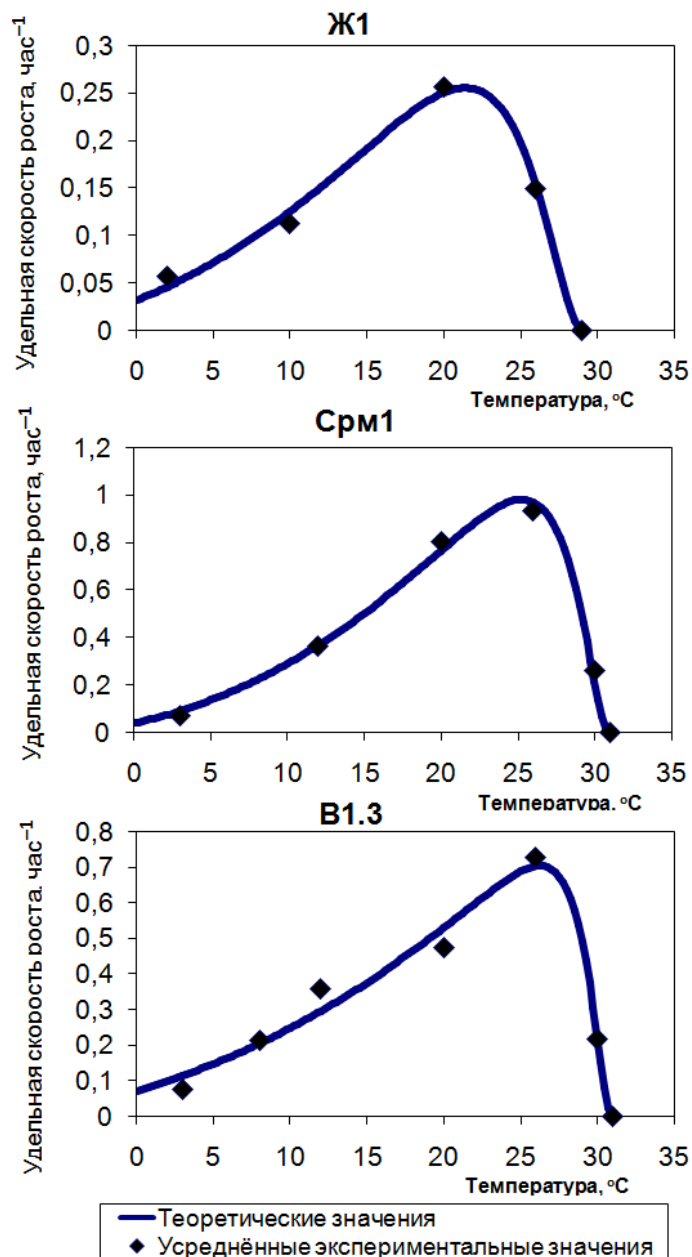 Ж1
Удельная скорость роста, час⁻¹
0,3
0,25
0,2
0,15
0,1
0,05
0
0 5 10 15 20 25 30 35
Температура, °С
Срм1
Удельная скорость роста, час⁻¹
1,2
1
0,8
0,6
0,4
0,2
0
0 5 10 15 20 25 30 35
Температура. °С
В1.3
Удельная скорость роста. час⁻¹
0,8
0,7
0,6
0,5
0,4
0,3
0,2
0,1
0
0 5 10 15 20 25 30 35
Температура, °С
Теоретические значения
Усреднённые экспериментальные значения